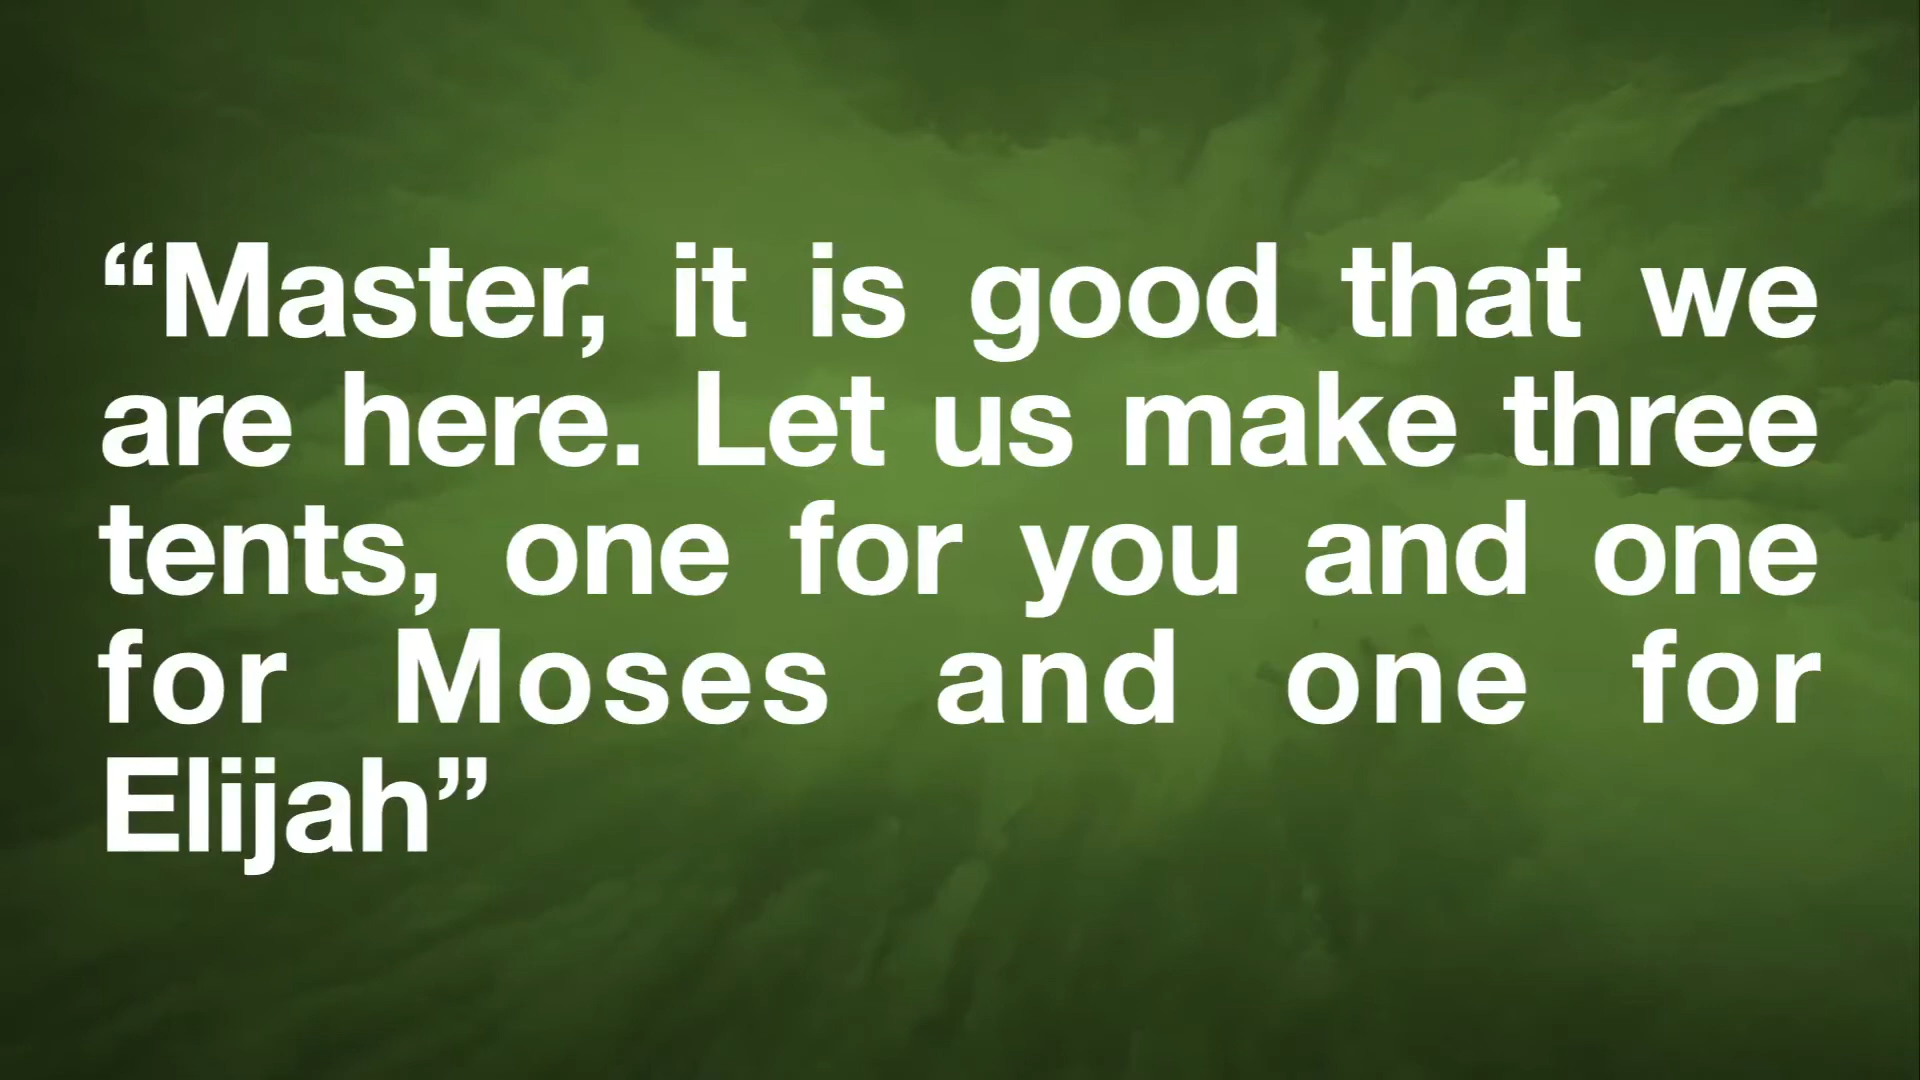 “Master, it is good that we
are here. Let us make three
tents, one for you and one
for Moses and one for
Elijah”